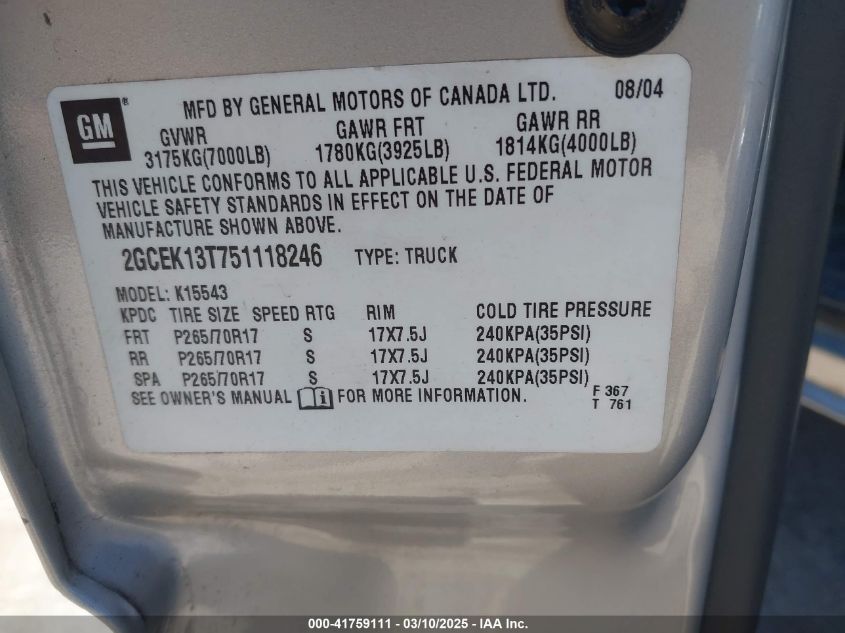 GM ®
MFD BY GENERAL MOTORS OF CANADA LTD. 08/04
GVWR GAWR FRT GAWR RR
3175KG(7000LB) 1780KG(3925LB) 1814KG(4000LB)
THIS VEHICLE CONFORMS TO ALL APPLICABLE U.S. FEDERAL MOTOR
VEHICLE SAFETY STANDARDS IN EFFECT ON THE DATE OF
MANUFACTURE SHOWN ABOVE.
2GCEK13T751118246 TYPE: TRUCK
MODEL: K15543
KPDC TIRE SIZE SPEED RTG RIM COLD TIRE PRESSURE
FRT P265/70R17 S 17X7.5J 240KPA(35PSI)
RR P265/70R17 S 17X7.5J 240KPA(35PSI)
SPA P265/70R17 S 17X7.5J 240KPA(35PSI)
SEE OWNER'S MANUAL i FOR MORE INFORMATION. F 367
T 761
000-41759111 - 03/10/2025 - IAA Inc.